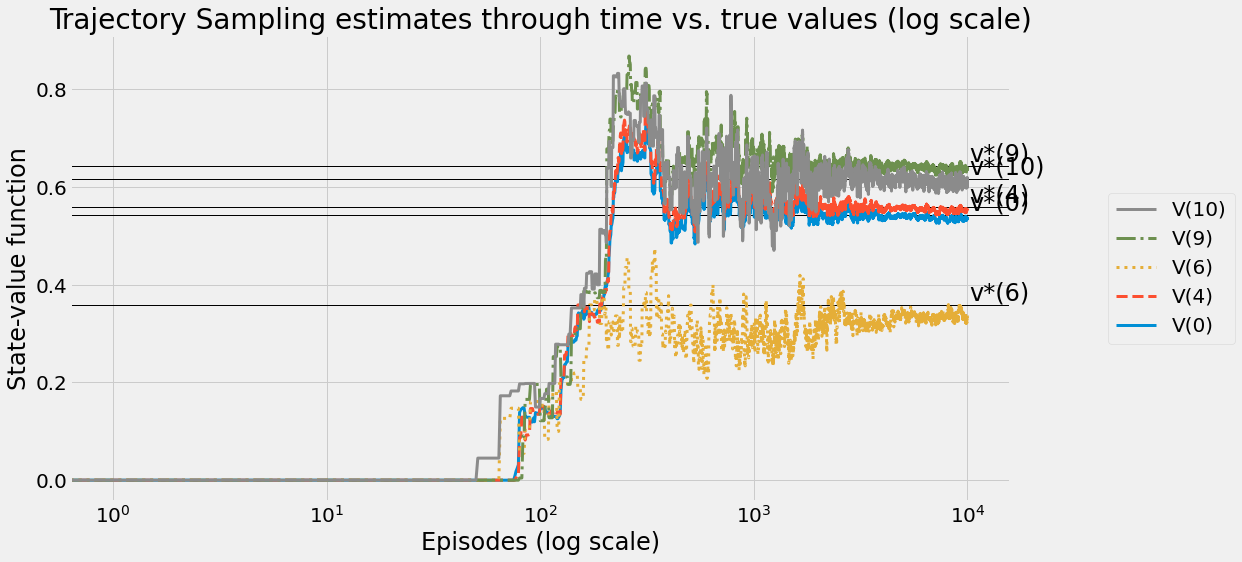 Trajectory Sampling estimates through time vs. true values (log scale)
State-value function
0.8
0.6
0.4
0.2
0.0
v*(9)
v*(10)
v*(4)
v*(0)
v*(6)
V(10)
V(9)
V(6)
V(4)
V(0)
10⁰
10¹
10²
10³
10⁴
Episodes (log scale)